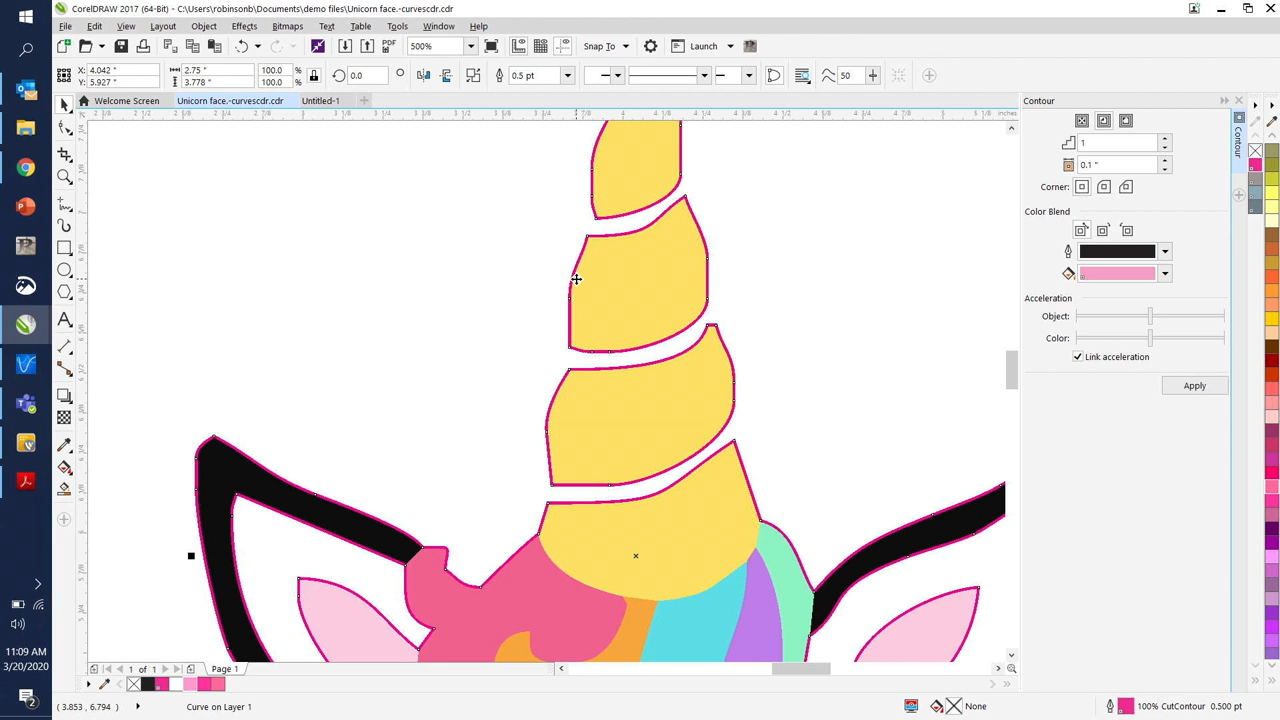 CorelDRAW 2017 (64-Bit) - C:\Users\robinsonb\Documents\demo files\Unicorn face.-curvescdr.cdr
File Edit View Layout Object Effects Bitmaps Text Table Tools Window Help
PDF 500% Snap To Launch
X: 4.042 " 2.75 " 100.0 % 0.0 ° 0.5 pt 50
Y: 5.927 " 3.778 " 100.0 %
Welcome Screen Unicorn face.-curvescdr.cdr Untitled-1
Contour
inches
Contour
1
0.1 "
Corner:
Color Blend
Acceleration
Object:
Color:
Link acceleration
Apply
1 of 1 Page 1
11:09 AM
3/20/2020
2
( 3.853 , 6.794 ) Curve on Layer 1 None 100% CutContour 0.500 pt